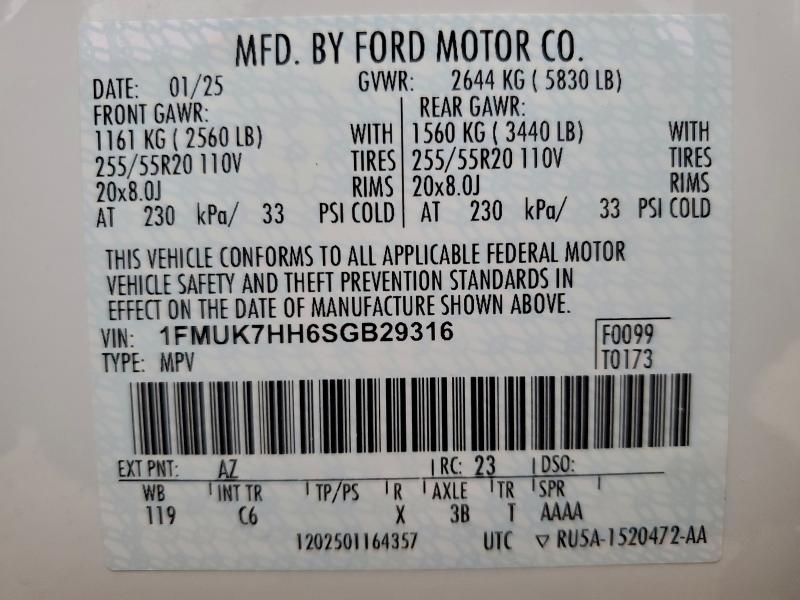 MFD. BY FORD MOTOR CO.
DATE: 01/25 GVWR: 2644 KG ( 5830 LB)
FRONT GAWR: REAR GAWR:
1161 KG ( 2560 LB) WITH 1560 KG ( 3440 LB) WITH
255/55R20 110V TIRES 255/55R20 110V TIRES
20x8.0J RIMS 20x8.0J RIMS
AT 230 kPa/ 33 PSI COLD AT 230 kPa/ 33 PSI COLD
THIS VEHICLE CONFORMS TO ALL APPLICABLE FEDERAL MOTOR
VEHICLE SAFETY AND THEFT PREVENTION STANDARDS IN
EFFECT ON THE DATE OF MANUFACTURE SHOWN ABOVE.
VIN: 1FMUK7HH6SGB29316 F0099
TYPE: MPV T0173
EXT PNT: AZ RC: 23 DSO:
WB INT TR TP/PS R AXLE TR SPR
119 C6 X 3B T AAAA
1202501164357 UTC ▽ RU5A-1520472-AA